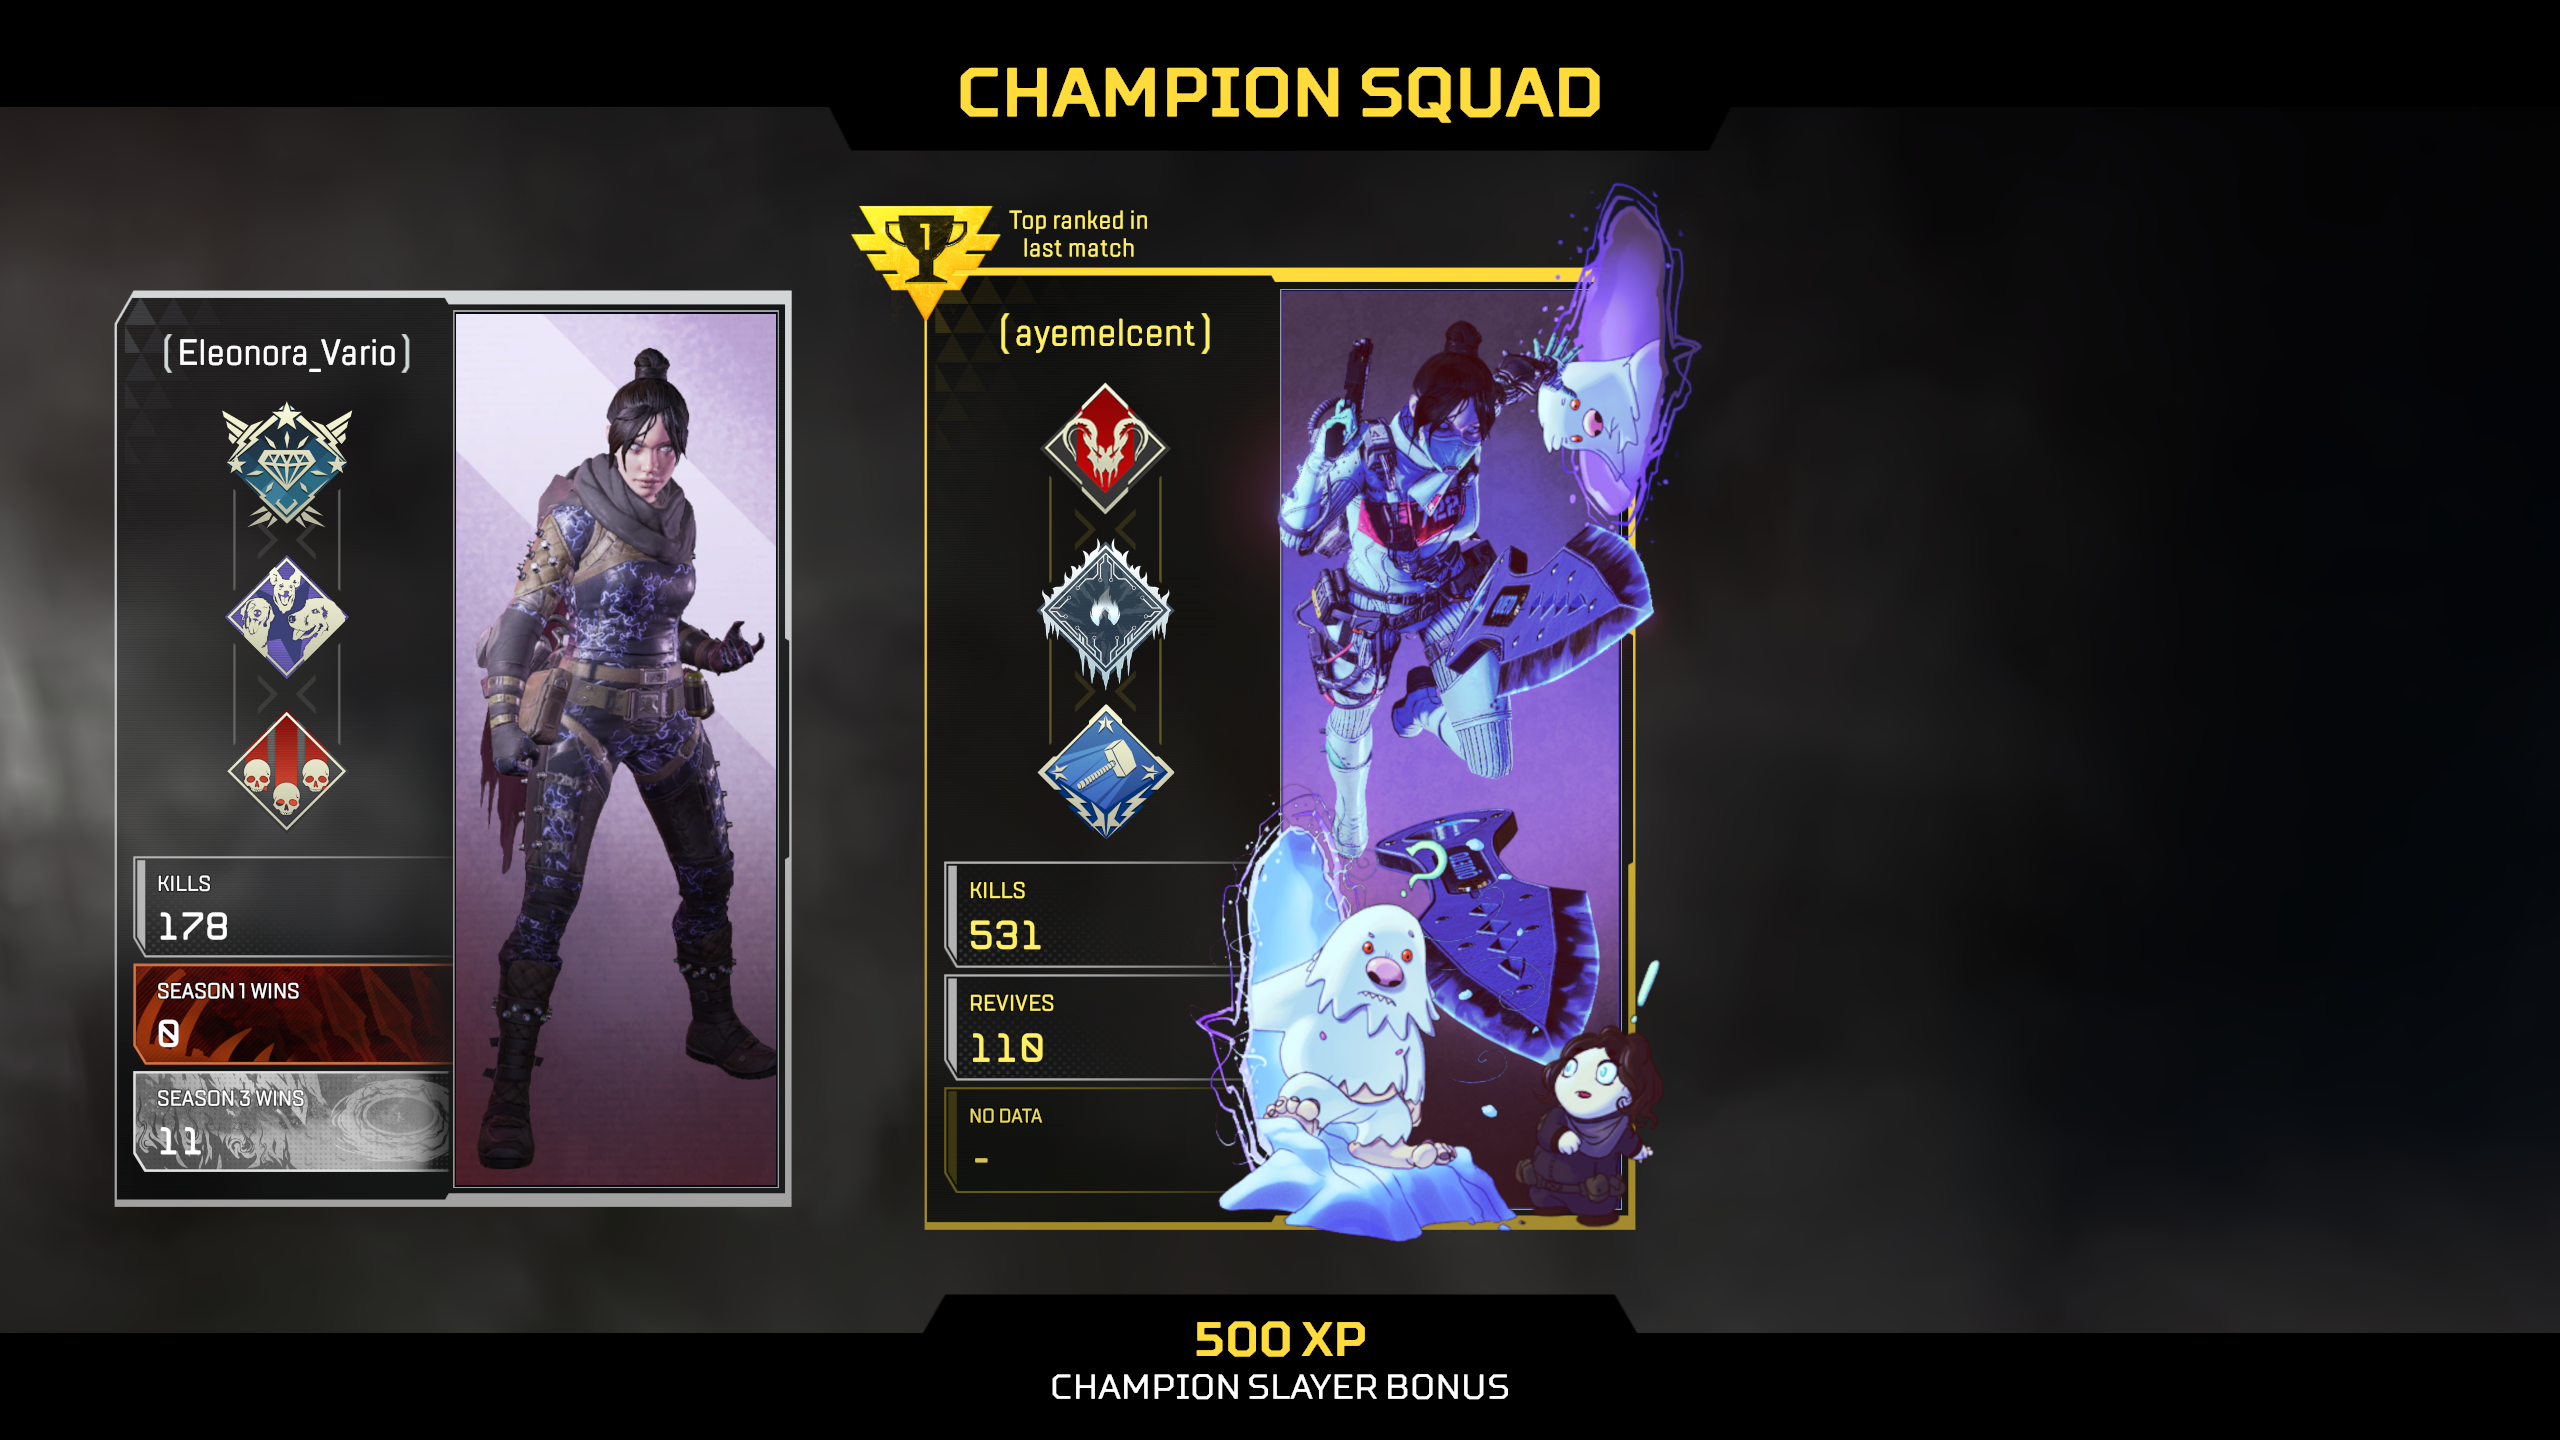 CHAMPION SQUAD
1
Top ranked in
last match
[Eleonora_Vario]
KILLS
178
SEASON 1 WINS
0
SEASON 3 WINS
11
[ayemelcent]
KILLS
531
REVIVES
110
NO DATA
-
?
500 XP
CHAMPION SLAYER BONUS